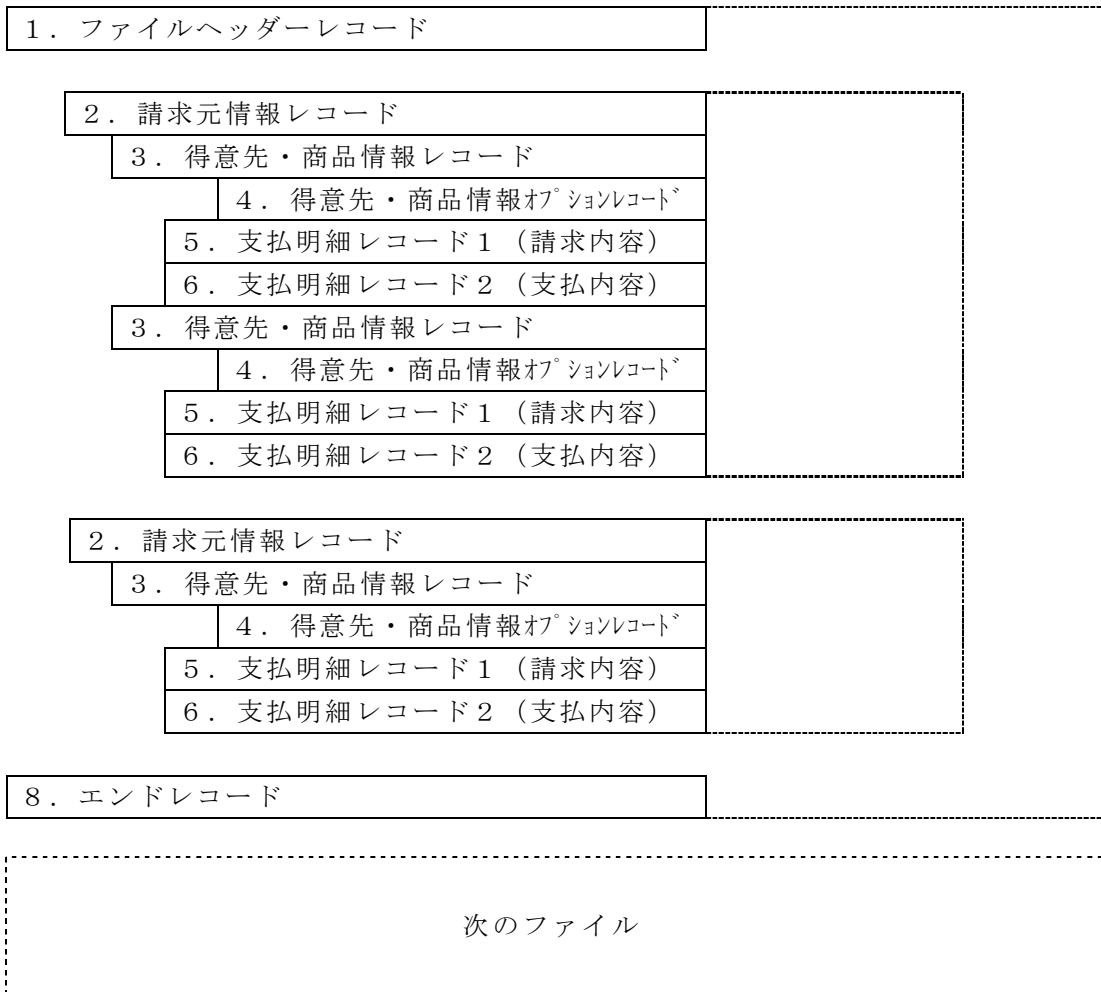 １．ファイルヘッダーレコード
２．請求元情報レコード
３．得意先・商品情報レコード
４．得意先・商品情報ｵﾌﾟｼｮﾝﾚｺｰﾄﾞ
５．支払明細レコード１（請求内容）
６．支払明細レコード２（支払内容）
３．得意先・商品情報レコード
４．得意先・商品情報ｵﾌﾟｼｮﾝﾚｺｰﾄﾞ
５．支払明細レコード１（請求内容）
６．支払明細レコード２（支払内容）
２．請求元情報レコード
３．得意先・商品情報レコード
４．得意先・商品情報ｵﾌﾟｼｮﾝﾚｺｰﾄﾞ
５．支払明細レコード１（請求内容）
６．支払明細レコード２（支払内容）
８．エンドレコード
次のファイル